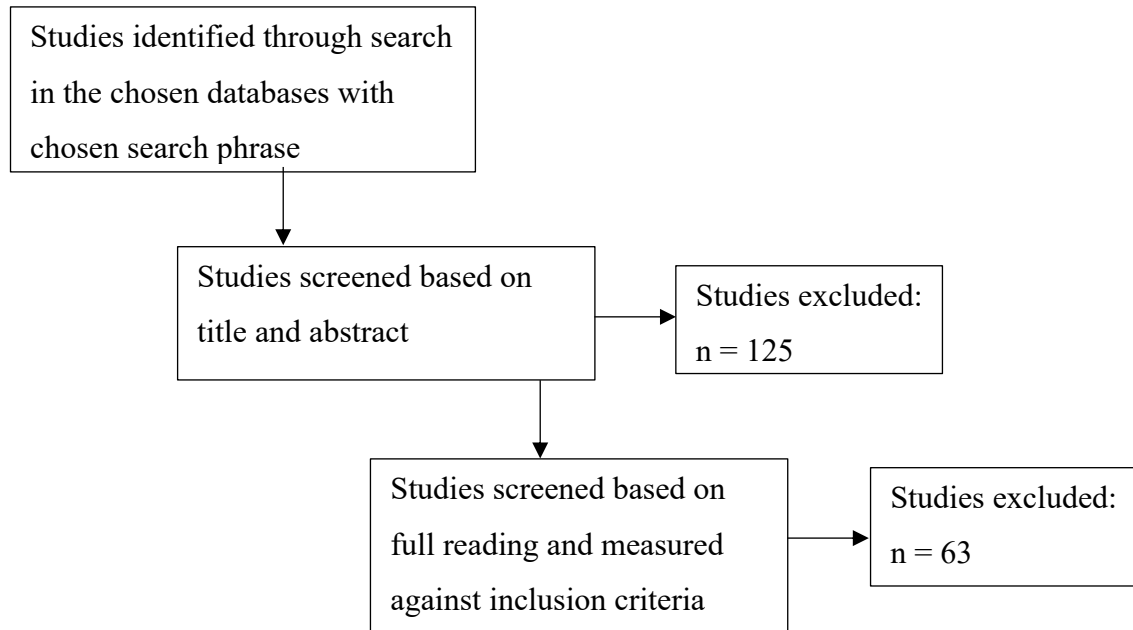 Studies identified through search
in the chosen databases with
chosen search phrase
Studies screened based on
title and abstract
Studies excluded:
n = 125
Studies screened based on
full reading and measured
against inclusion criteria
Studies excluded:
n = 63